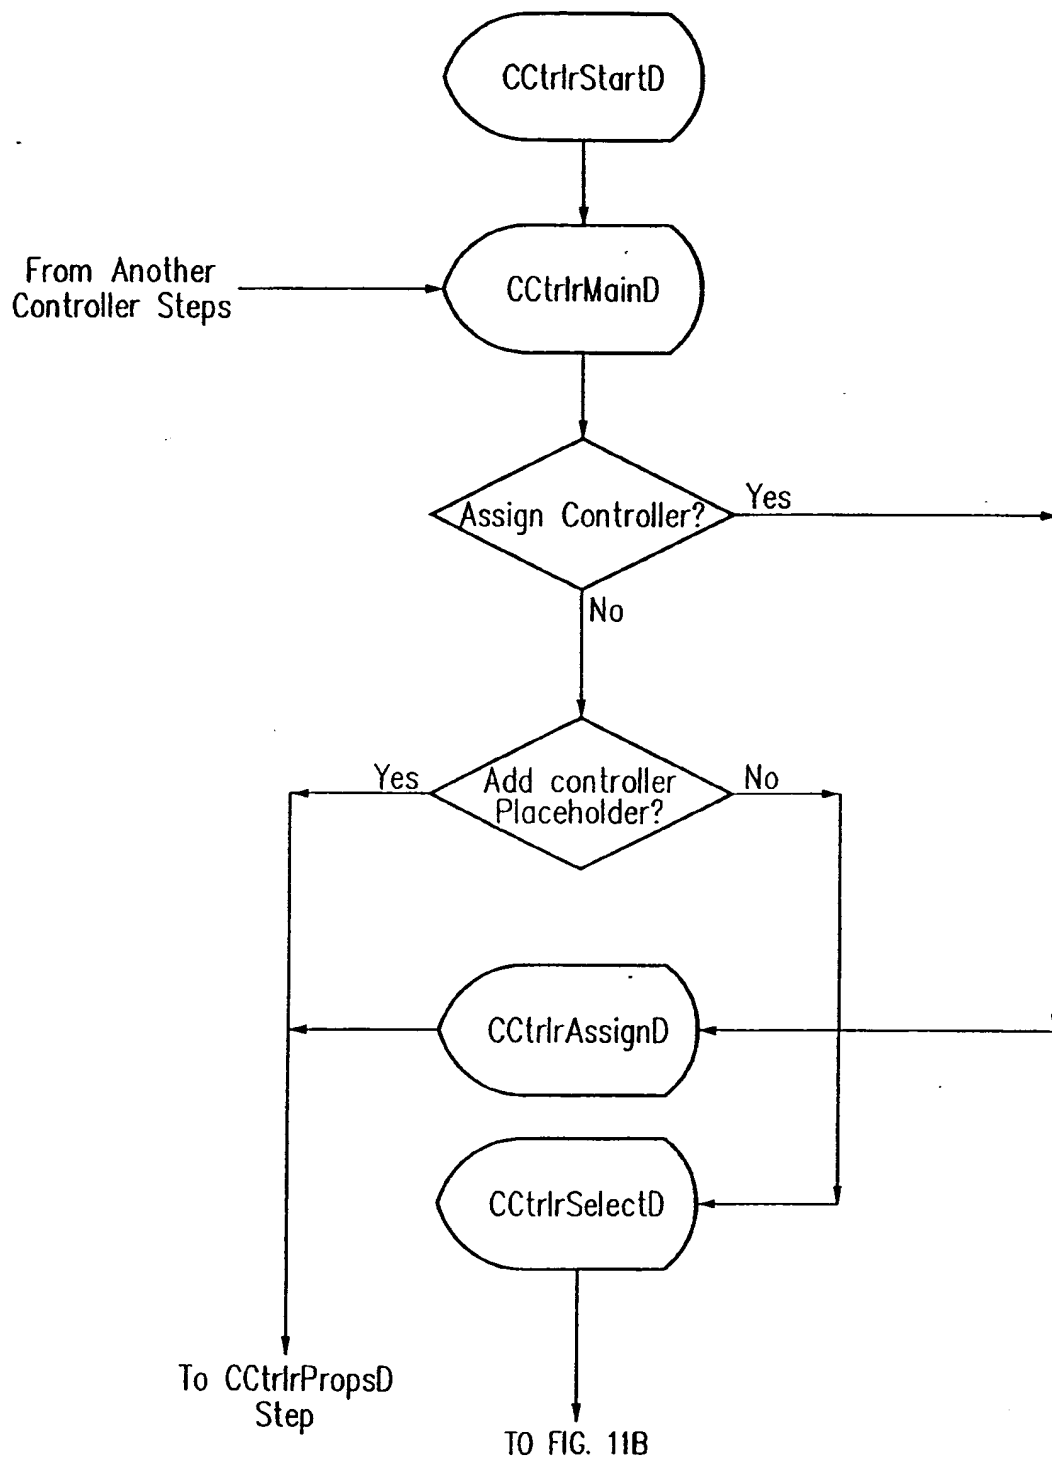 CCtrlrStartD
From Another
Controller Steps
CCtrlrMainD
Assign Controller?
Yes
No
Yes
Add controller
Placeholder?
No
CCtrlrAssignD
CCtrlrSelectD
To CCtrlrPropsD
Step
TO FIG. 11B